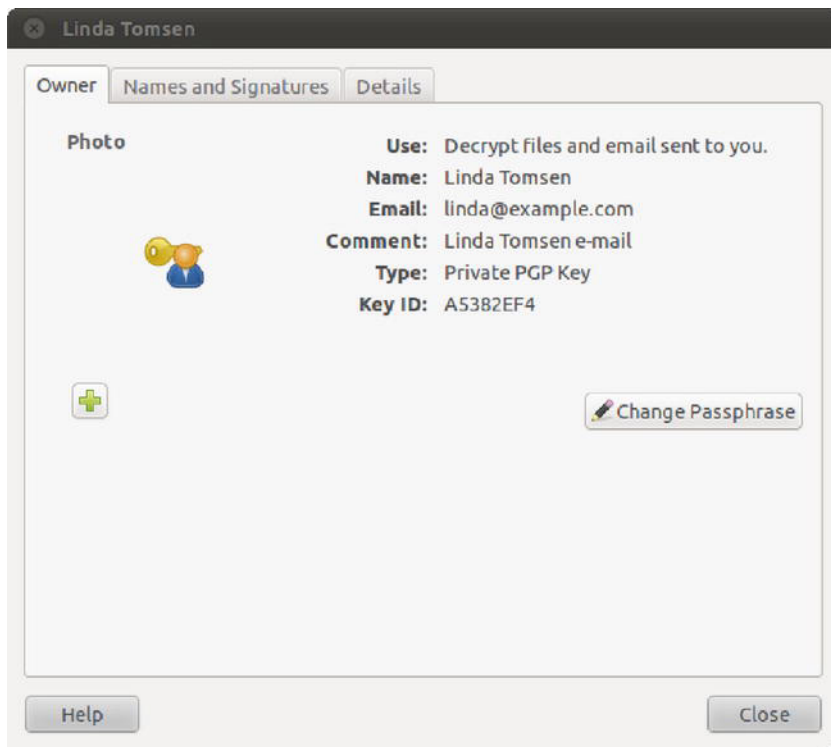 Linda Tomsen
Owner Names and Signatures Details
Photo
Use: Decrypt files and email sent to you.
Name: Linda Tomsen
Email: linda@example.com
Comment: Linda Tomsen e-mail
Type: Private PGP Key
Key ID: A5382EF4
Change Passphrase
Help Close